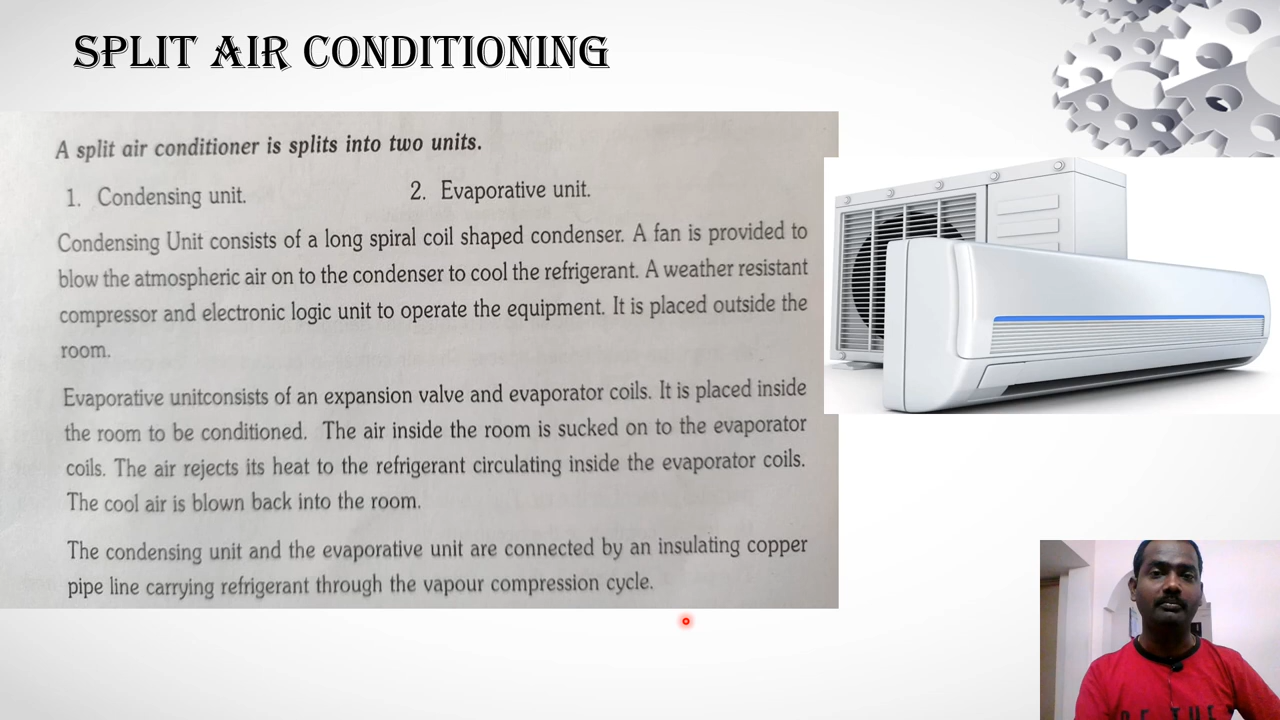 SPLIT AIR CONDITIONING
A split air conditioner is splits into two units.
1. Condensing unit. 2. Evaporative unit.
Condensing Unit consists of a long spiral coil shaped condenser. A fan is provided to
blow the atmospheric air on to the condenser to cool the refrigerant. A weather resistant
compressor and electronic logic unit to operate the equipment. It is placed outside the
room.
Evaporative unitconsists of an expansion valve and evaporator coils. It is placed inside
the room to be conditioned. The air inside the room is sucked on to the evaporator
coils. The air rejects its heat to the refrigerant circulating inside the evaporator coils.
The cool air is blown back into the room.
The condensing unit and the evaporative unit are connected by an insulating copper
pipe line carrying refrigerant through the vapour compression cycle.